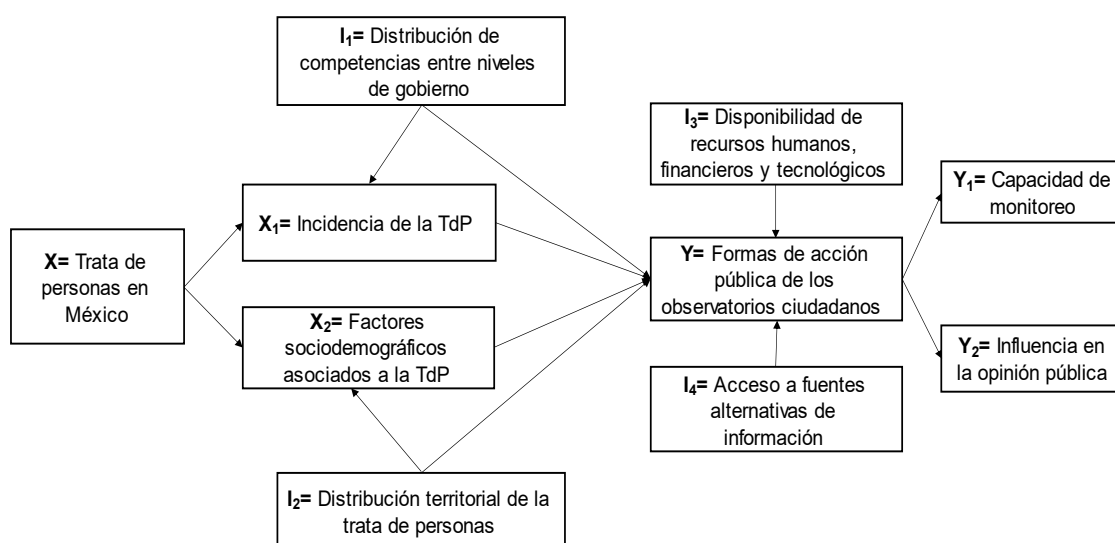 I₁= Distribución de
competencias entre niveles
de gobierno
I₃= Disponibilidad de
recursos humanos,
financieros y tecnológicos
Y₁= Capacidad de
monitoreo
X₁= Incidencia de la TdP
X= Trata de
personas en
México
Y= Formas de acción
pública de los
observatorios ciudadanos
X₂= Factores
sociodemográficos
asociados a la TdP
Y₂= Influencia en
la opinión pública
I₄= Acceso a fuentes
alternativas de
información
I₂= Distribución territorial de la
trata de personas